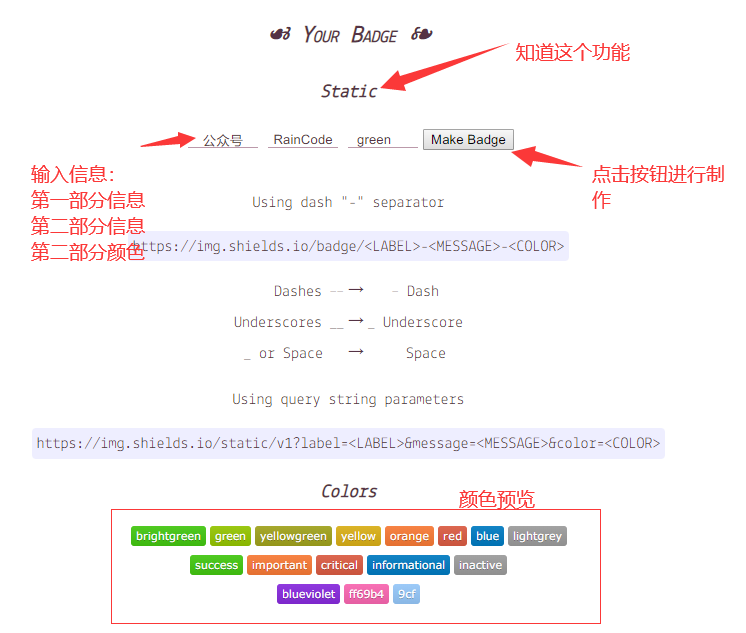 ☙ Your Badge ❧
Static
知道这个功能
公众号 RainCode green Make Badge
输入信息：
第一部分信息
第二部分信息
第二部分颜色
点击按钮进行制
作
Using dash "-" separator
https://img.shields.io/badge/<LABEL>-<MESSAGE>-<COLOR>
Dashes -- → - Dash
Underscores __ → _ Underscore
_ or Space → Space
Using query string parameters
https://img.shields.io/static/v1?label=<LABEL>&message=<MESSAGE>&color=<COLOR>
Colors
颜色预览
brightgreen green yellowgreen yellow orange red blue lightgrey
success important critical informational inactive
blueviolet ff69b4 9cf